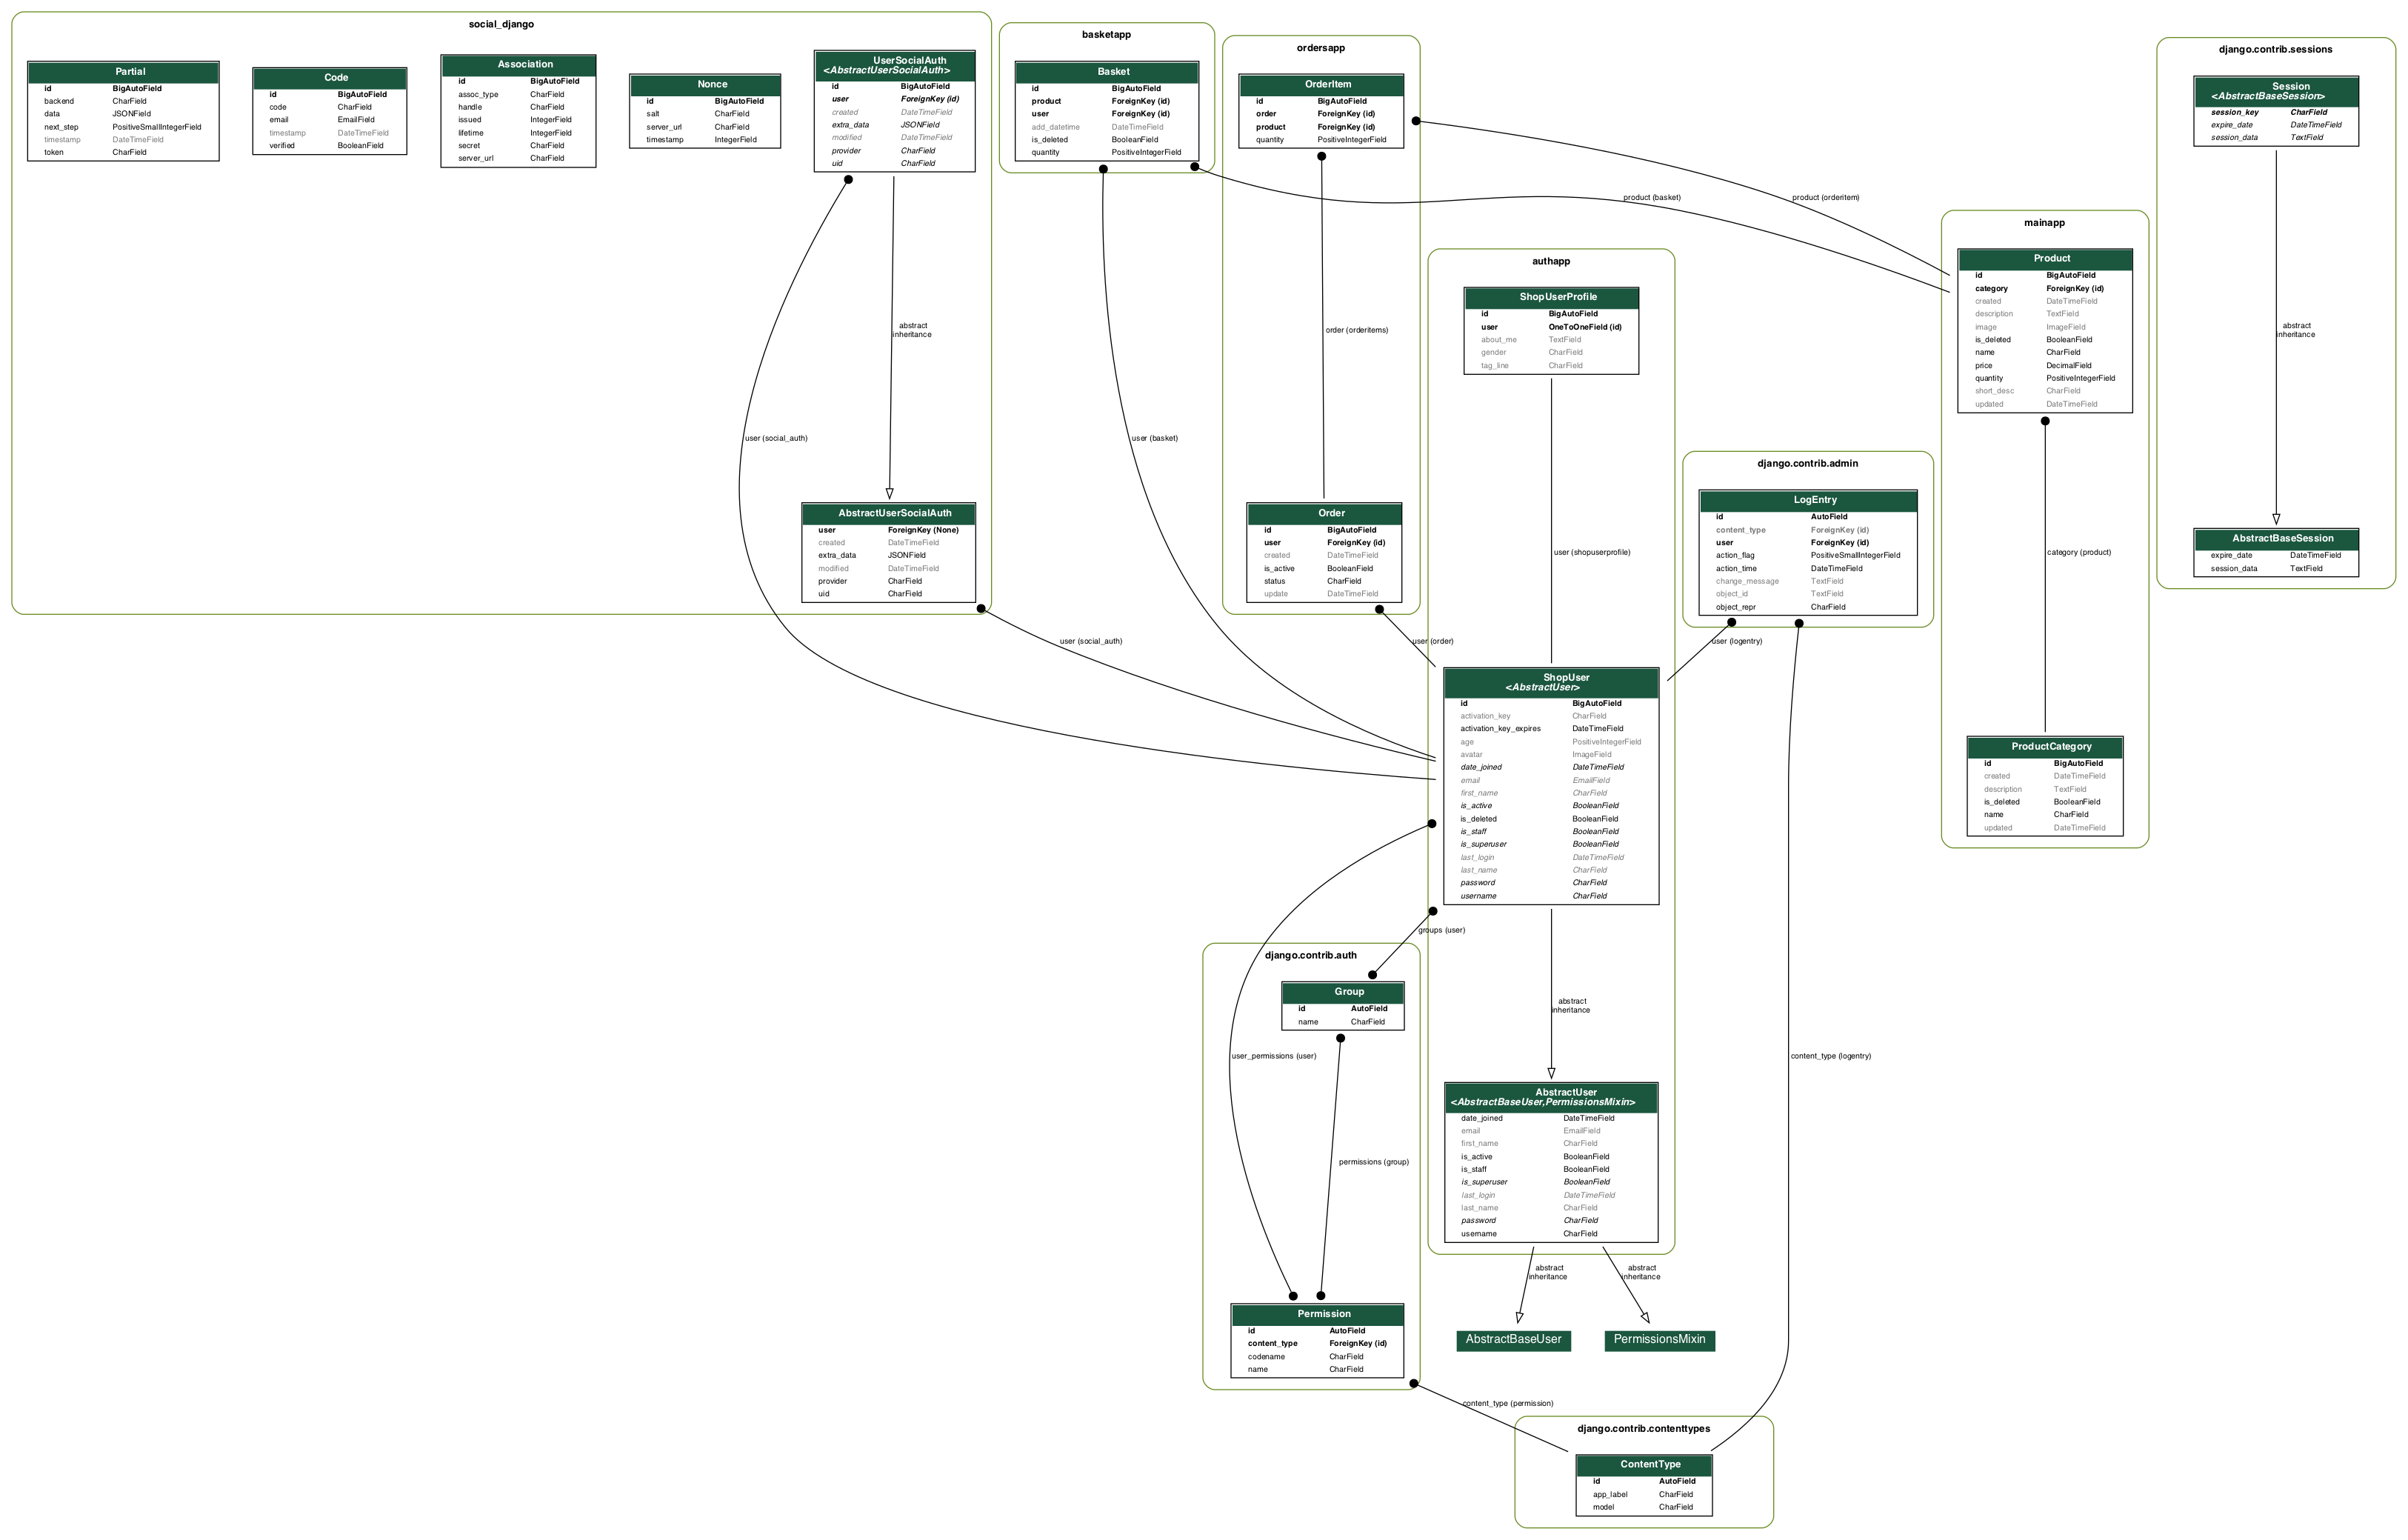 social_django
Partial
id BigAutoField
backend CharField
data JSONField
next_step PositiveSmallIntegerField
timestamp DateTimeField
token CharField
Code
id BigAutoField
code CharField
email EmailField
timestamp DateTimeField
verified BooleanField
Association
id BigAutoField
assoc_type CharField
handle CharField
issued IntegerField
lifetime IntegerField
secret CharField
server_url CharField
Nonce
id BigAutoField
salt CharField
server_url CharField
timestamp IntegerField
UserSocialAuth
<AbstractUserSocialAuth>
id BigAutoField
user ForeignKey (id)
created DateTimeField
extra_data JSONField
modified DateTimeField
provider CharField
uid CharField
abstract
inheritance
user (social_auth)
AbstractUserSocialAuth
user ForeignKey (None)
created DateTimeField
extra_data JSONField
modified DateTimeField
provider CharField
uid CharField
user (social_auth)
basketapp
Basket
id BigAutoField
product ForeignKey (id)
user ForeignKey (id)
add_datetime DateTimeField
is_deleted BooleanField
quantity PositiveIntegerField
user (basket)
product (basket)
ordersapp
OrderItem
id BigAutoField
order ForeignKey (id)
product ForeignKey (id)
quantity PositiveIntegerField
product (orderitem)
order (orderitems)
Order
id BigAutoField
user ForeignKey (id)
created DateTimeField
is_active BooleanField
status CharField
update DateTimeField
user (order)
authapp
ShopUserProfile
id BigAutoField
user OneToOneField (id)
about_me TextField
gender CharField
tag_line CharField
user (shopuserprofile)
ShopUser
<AbstractUser>
id BigAutoField
activation_key CharField
activation_key_expires DateTimeField
age PositiveIntegerField
avatar ImageField
date_joined DateTimeField
email EmailField
first_name CharField
is_active BooleanField
is_deleted BooleanField
is_staff BooleanField
is_superuser BooleanField
last_login DateTimeField
last_name CharField
password CharField
username CharField
groups (user)
abstract
inheritance
AbstractUser
<AbstractBaseUser,PermissionsMixin>
date_joined DateTimeField
email EmailField
first_name CharField
is_active BooleanField
is_staff BooleanField
is_superuser BooleanField
last_login DateTimeField
last_name CharField
password CharField
username CharField
abstract
inheritance
abstract
inheritance
AbstractBaseUser
PermissionsMixin
django.contrib.admin
LogEntry
id AutoField
content_type ForeignKey (id)
user ForeignKey (id)
action_flag PositiveSmallIntegerField
action_time DateTimeField
change_message TextField
object_id TextField
object_repr CharField
user (logentry)
content_type (logentry)
mainapp
Product
id BigAutoField
category ForeignKey (id)
created DateTimeField
description TextField
image ImageField
is_deleted BooleanField
name CharField
price DecimalField
quantity PositiveIntegerField
short_desc CharField
updated DateTimeField
category (product)
ProductCategory
id BigAutoField
created DateTimeField
description TextField
is_deleted BooleanField
name CharField
updated DateTimeField
django.contrib.sessions
Session
<AbstractBaseSession>
session_key CharField
expire_date DateTimeField
session_data TextField
abstract
inheritance
AbstractBaseSession
expire_date DateTimeField
session_data TextField
django.contrib.auth
Group
id AutoField
name CharField
user_permissions (user)
permissions (group)
Permission
id AutoField
content_type ForeignKey (id)
codename CharField
name CharField
content_type (permission)
django.contrib.contenttypes
ContentType
id AutoField
app_label CharField
model CharField